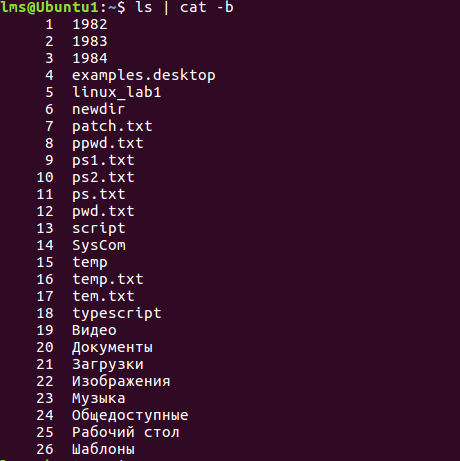 lms@Ubuntu1:~$ ls | cat -b
1 1982
2 1983
3 1984
4 examples.desktop
5 linux_lab1
6 newdir
7 patch.txt
8 ppwd.txt
9 ps1.txt
10 ps2.txt
11 ps.txt
12 pwd.txt
13 script
14 SysCom
15 temp
16 temp.txt
17 tem.txt
18 typescript
19 Видео
20 Документы
21 Загрузки
22 Изображения
23 Музыка
24 Общедоступные
25 Рабочий стол
26 Шаблоны